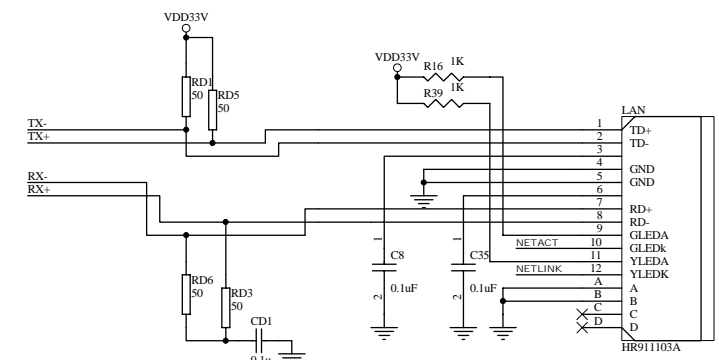 VDD33V
RD1
50
RD5
50
TX-
TX+
RX-
RX+
RD6
50
RD3
50
CD1
0.1u
VDD33V
R16 1K
R39 1K
1
C8
2
0.1uF
1
C35
2
0.1uF
NETACT
NETLINK
LAN
1 TD+
2 TD-
3
4 GND
5 GND
6
7 RD+
8 RD-
9 GLEDA
10 GLEDk
11 YLEDA
12 YLEDK
A A
B B
C C
D D
HR911103A